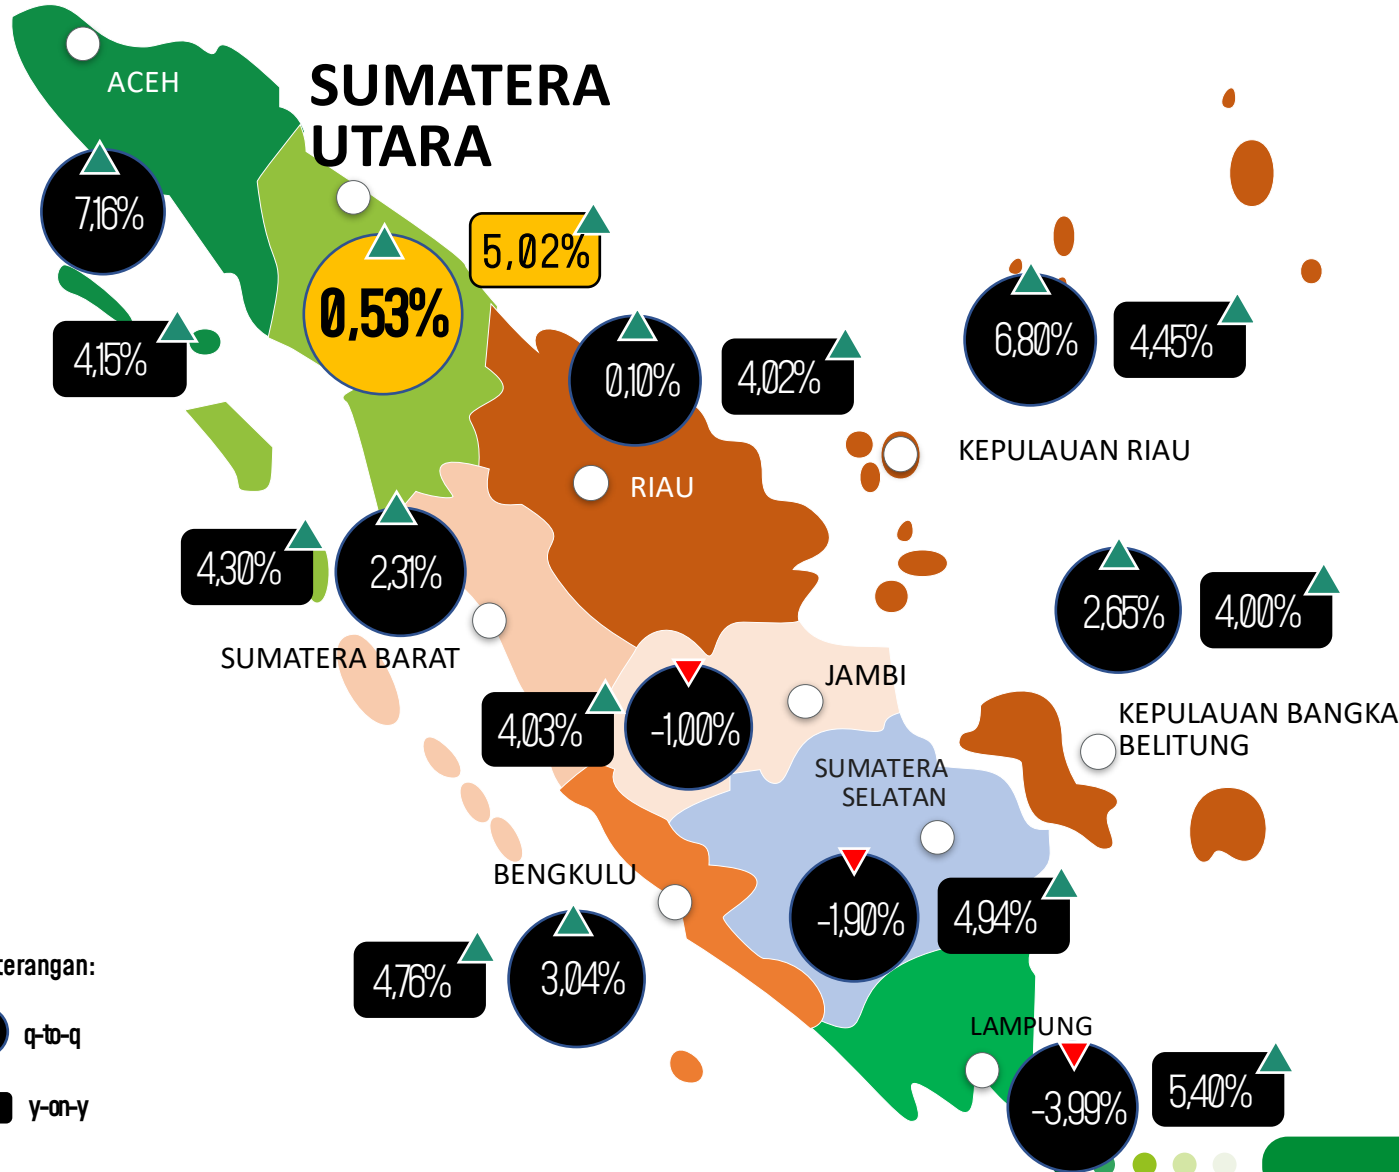 ACEH
SUMATERA
UTARA
7,16%
5,02%
0,53%
4,15%
0,10%
4,02%
6,80%
4,45%
KEPULAUAN RIAU
RIAU
4,30%
2,31%
2,65%
4,00%
SUMATERA BARAT
JAMBI
4,03%
-1,00%
KEPULAUAN BANGKA
BELITUNG
SUMATERA
SELATAN
BENGKULU
-1,90%
4,94%
4,76%
3,04%
terangan:
q-to-q
LAMPUNG
y-on-y
-3,99%
5,40%